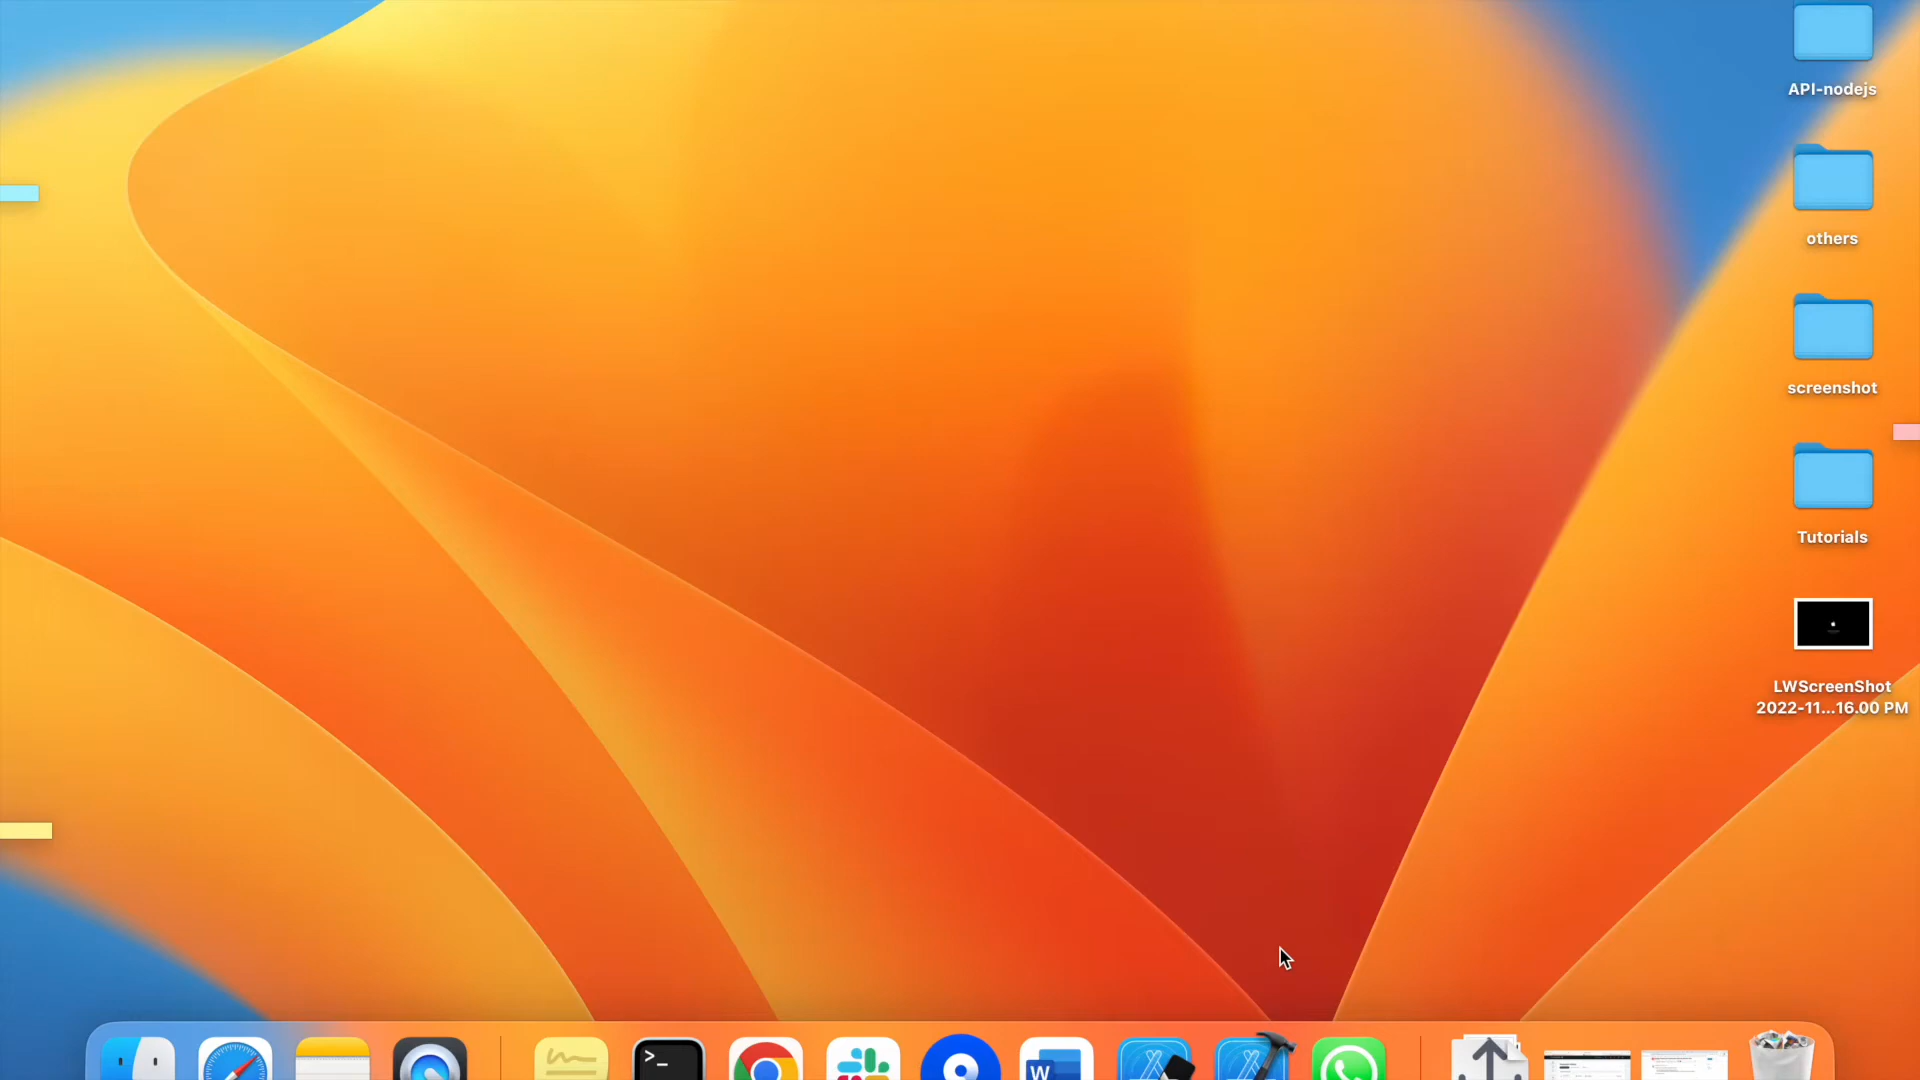 API-nodejs
others
screenshot
Tutorials
LWScreenShot
2022-11...16.00 PM
>_
W